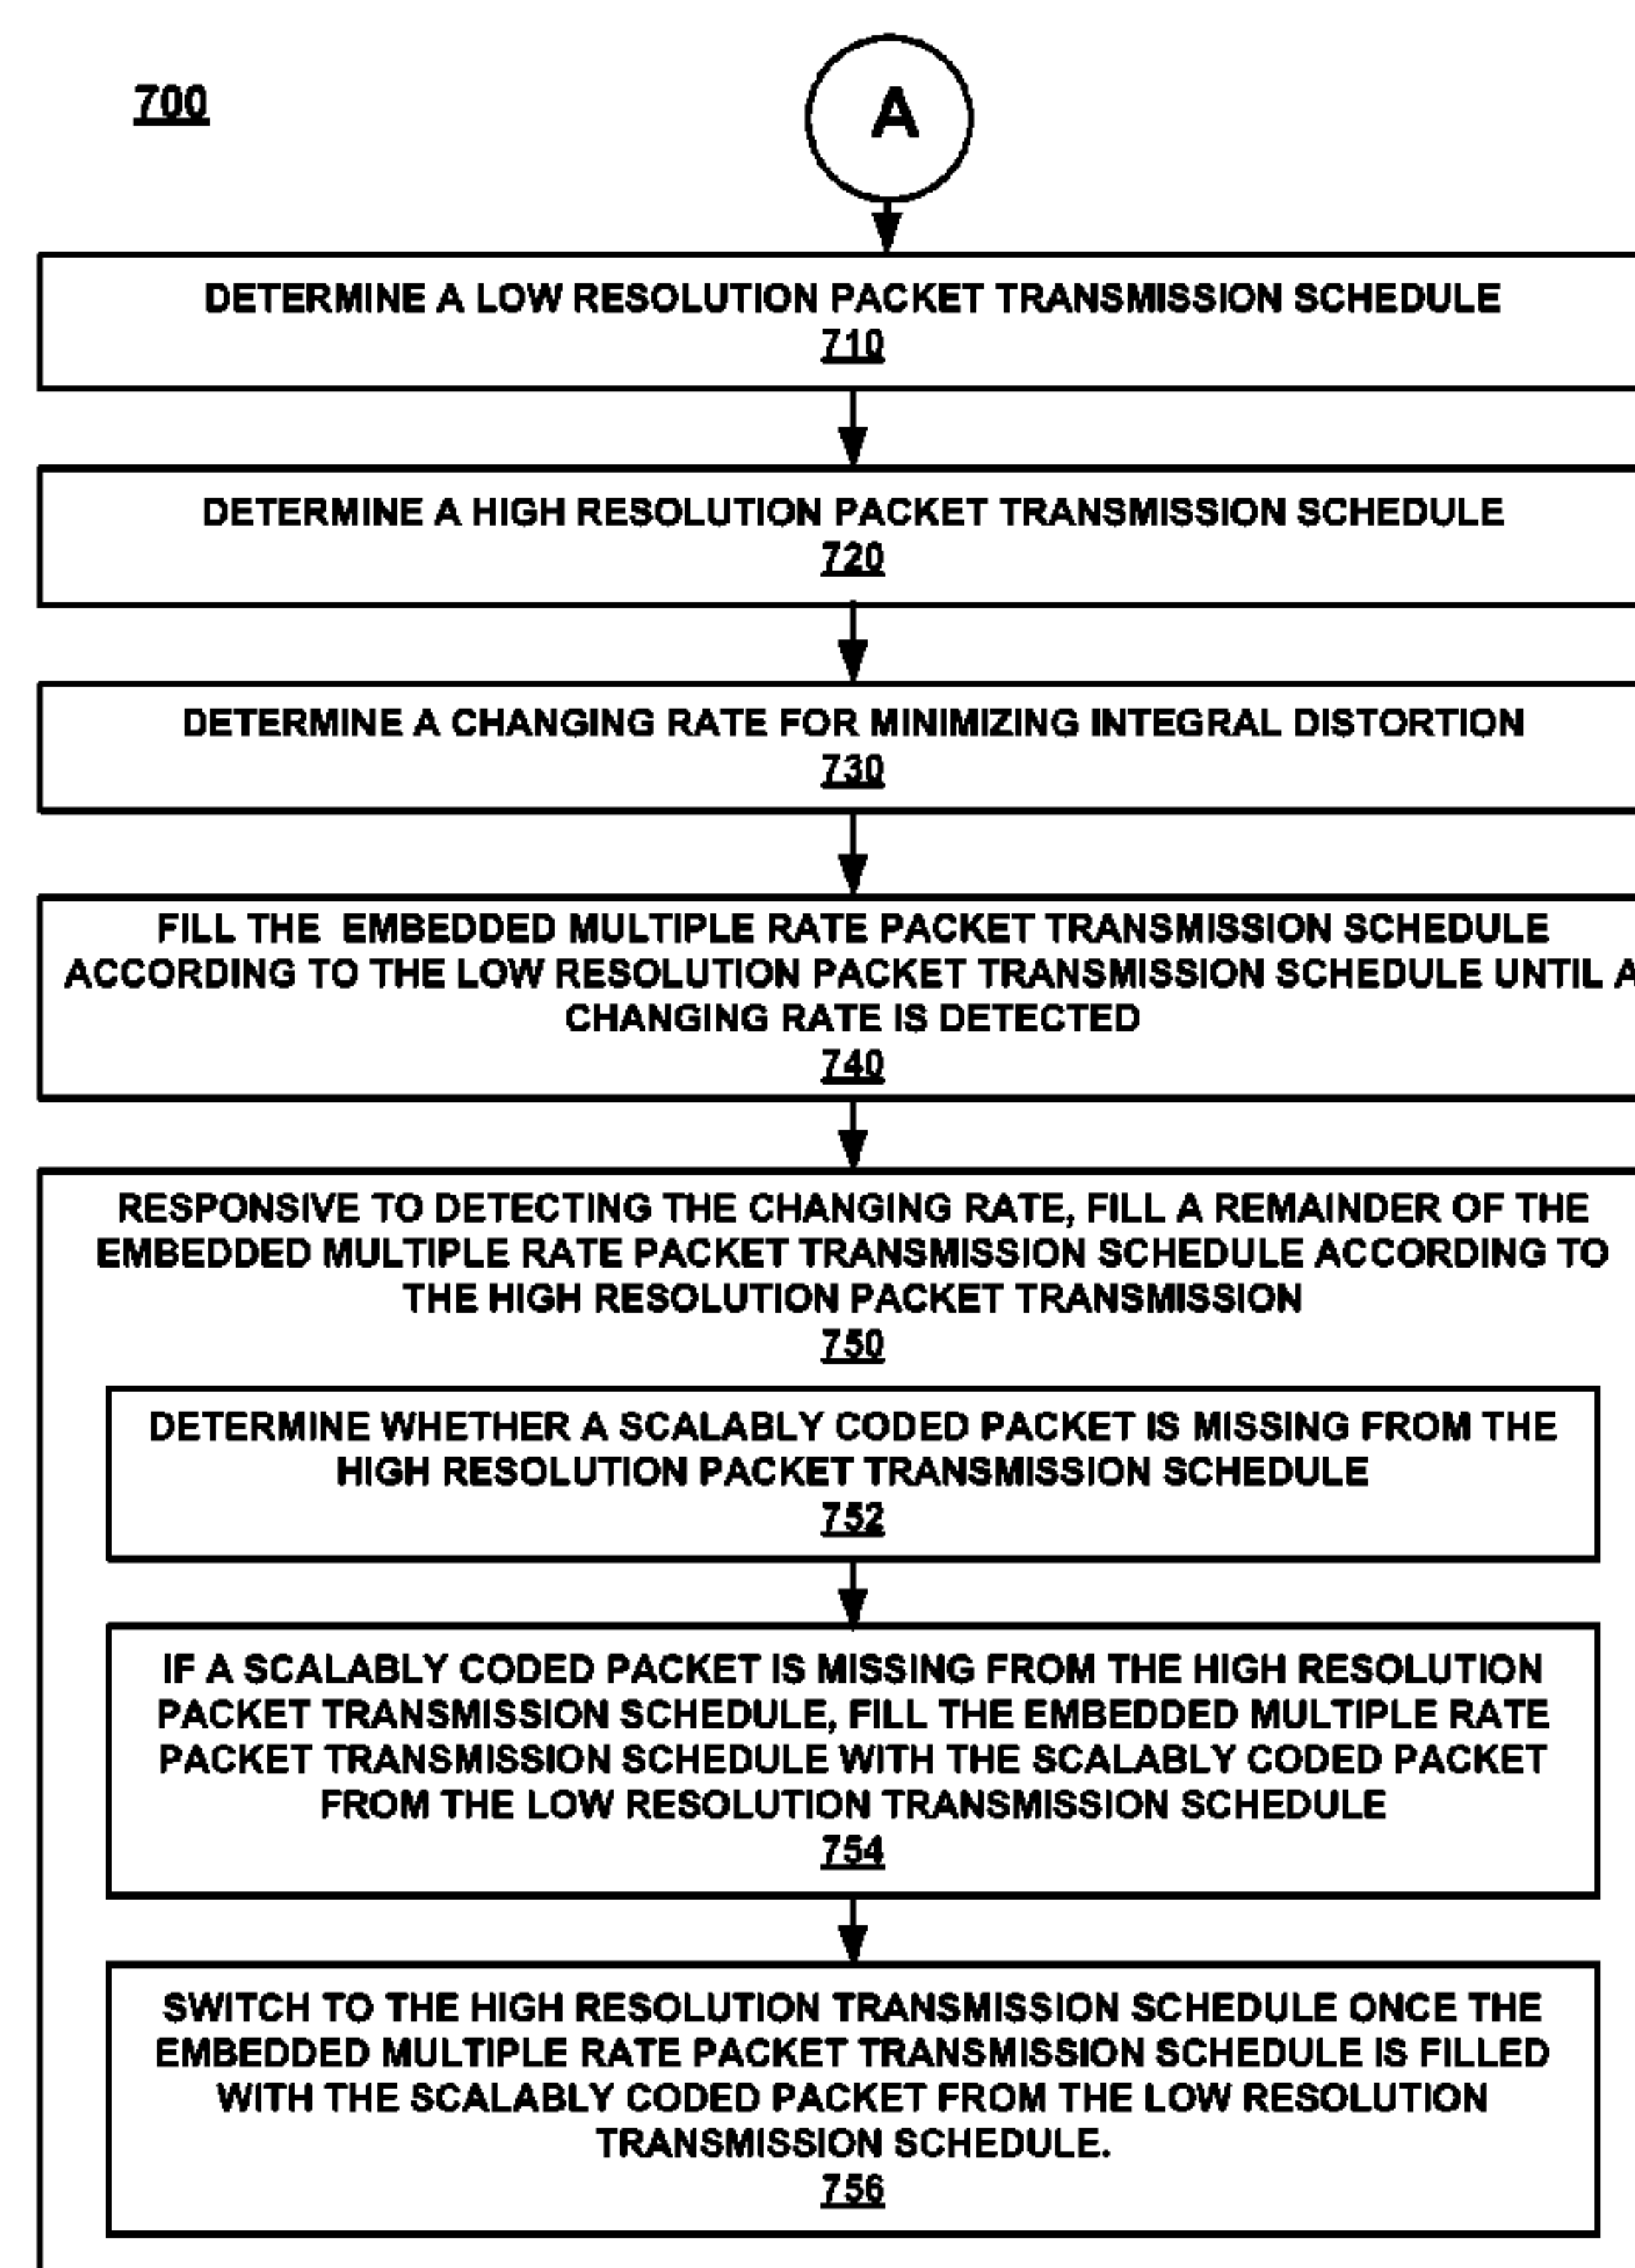 700
A
DETERMINE A LOW RESOLUTION PACKET TRANSMISSION SCHEDULE
710
DETERMINE A HIGH RESOLUTION PACKET TRANSMISSION SCHEDULE
720
DETERMINE A CHANGING RATE FOR MINIMIZING INTEGRAL DISTORTION
730
FILL THE EMBEDDED MULTIPLE RATE PACKET TRANSMISSION SCHEDULE
ACCORDING TO THE LOW RESOLUTION PACKET TRANSMISSION SCHEDULE UNTIL A
CHANGING RATE IS DETECTED
740
RESPONSIVE TO DETECTING THE CHANGING RATE, FILL A REMAINDER OF THE
EMBEDDED MULTIPLE RATE PACKET TRANSMISSION SCHEDULE ACCORDING TO
THE HIGH RESOLUTION PACKET TRANSMISSION
750
DETERMINE WHETHER A SCALABLY CODED PACKET IS MISSING FROM THE
HIGH RESOLUTION PACKET TRANSMISSION SCHEDULE
752
IF A SCALABLY CODED PACKET IS MISSING FROM THE HIGH RESOLUTION
PACKET TRANSMISSION SCHEDULE, FILL THE EMBEDDED MULTIPLE RATE
PACKET TRANSMISSION SCHEDULE WITH THE SCALABLY CODED PACKET
FROM THE LOW RESOLUTION TRANSMISSION SCHEDULE
754
SWITCH TO THE HIGH RESOLUTION TRANSMISSION SCHEDULE ONCE THE
EMBEDDED MULTIPLE RATE PACKET TRANSMISSION SCHEDULE IS FILLED
WITH THE SCALABLY CODED PACKET FROM THE LOW RESOLUTION
TRANSMISSION SCHEDULE.
756